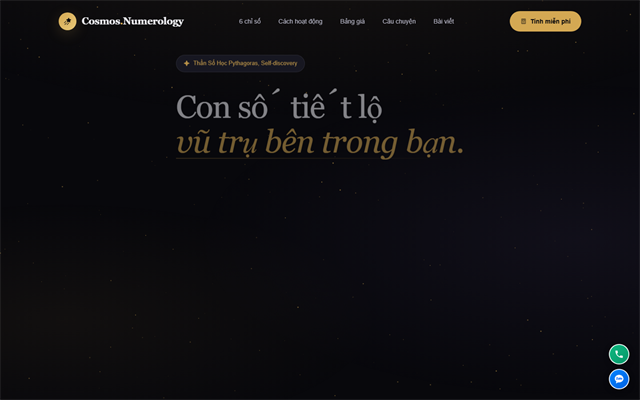 Cosmos.Numerology
6 chỉ số
Cách hoạt động
Bảng giá
Câu chuyện
Bài viết
Tính miễn phí
Thần Số Học Pythagoras, Self-discovery
Con số tiết lộ
vũ trụ bên trong bạn.